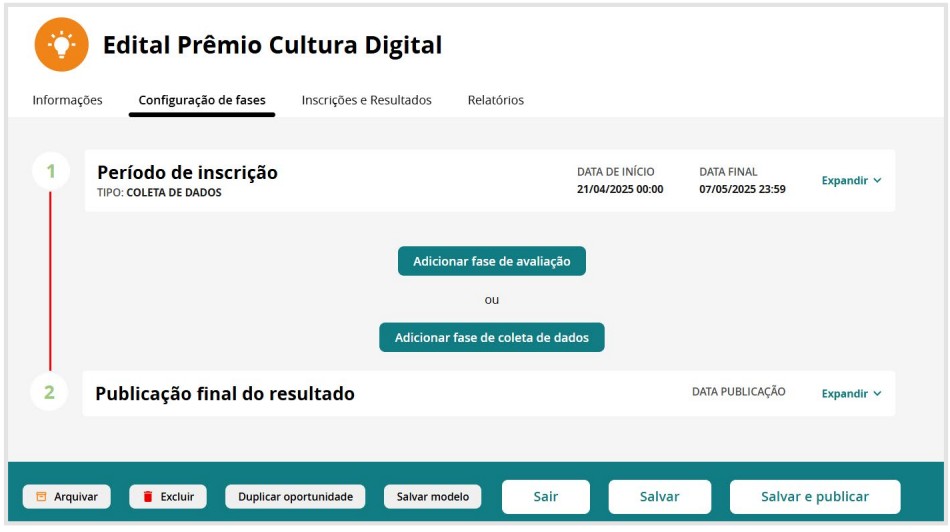 Edital Prêmio Cultura Digital
Informações Configuração de fases Inscrições e Resultados Relatórios
1
Período de inscrição
TIPO: COLETA DE DADOS
DATA DE INÍCIO
21/04/2025 00:00
DATA FINAL
07/05/2025 23:59
Expandir
Adicionar fase de avaliação
ou
Adicionar fase de coleta de dados
2
Publicação final do resultado
DATA PUBLICAÇÃO
Expandir
Arquivar Excluir Duplicar oportunidade Salvar modelo Sair Salvar Salvar e publicar